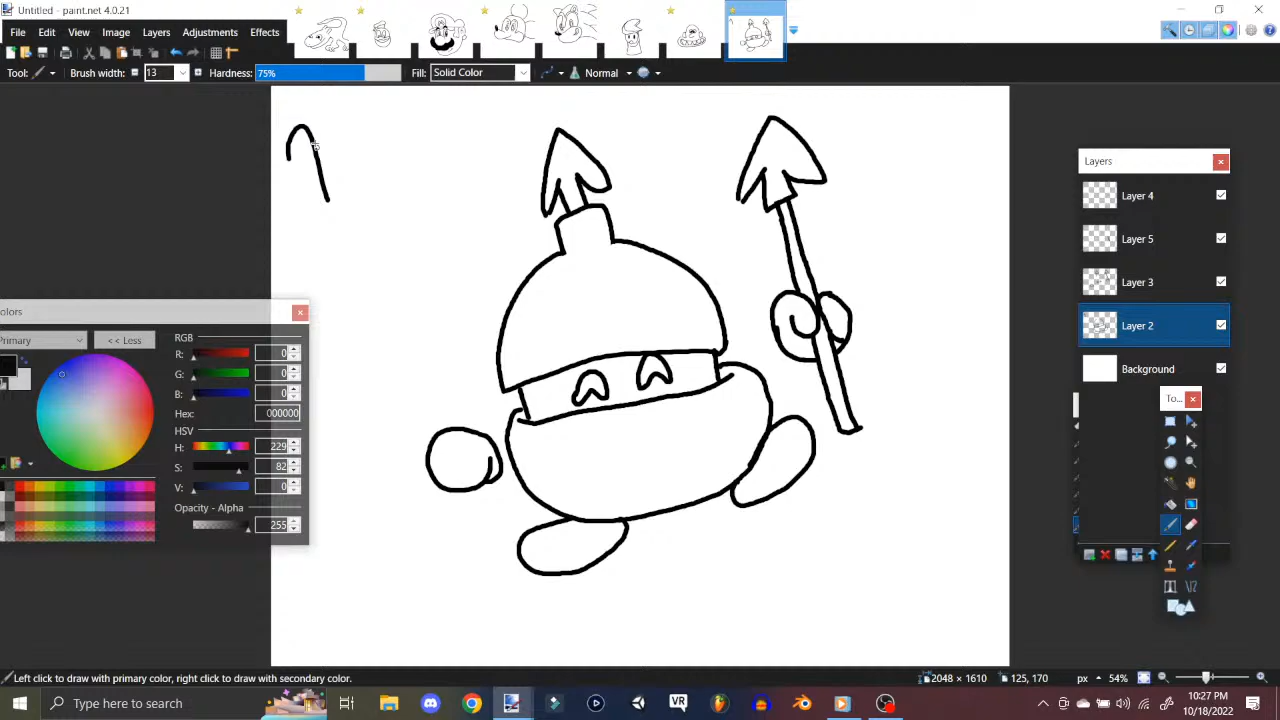 Untitled - paint.net 4.0.21
File Edit View Image Layers Adjustments Effects
Tool: Brush width: 13 Hardness: 75% Fill: Solid Color Normal
Layers
Layer 4
Layer 5
Layer 3
Layer 2
Background
To...
olors
Primary << Less
RGB
R: 0
G: 0
B: 0
Hex: 000000
HSV
H: 229
S: 82
V: 0
Opacity - Alpha
255
Left click to draw with primary color, right click to draw with secondary color.
2048 × 1610 125, 170 px 54%
Type here to search
VR
10:27 PM
10/18/2022